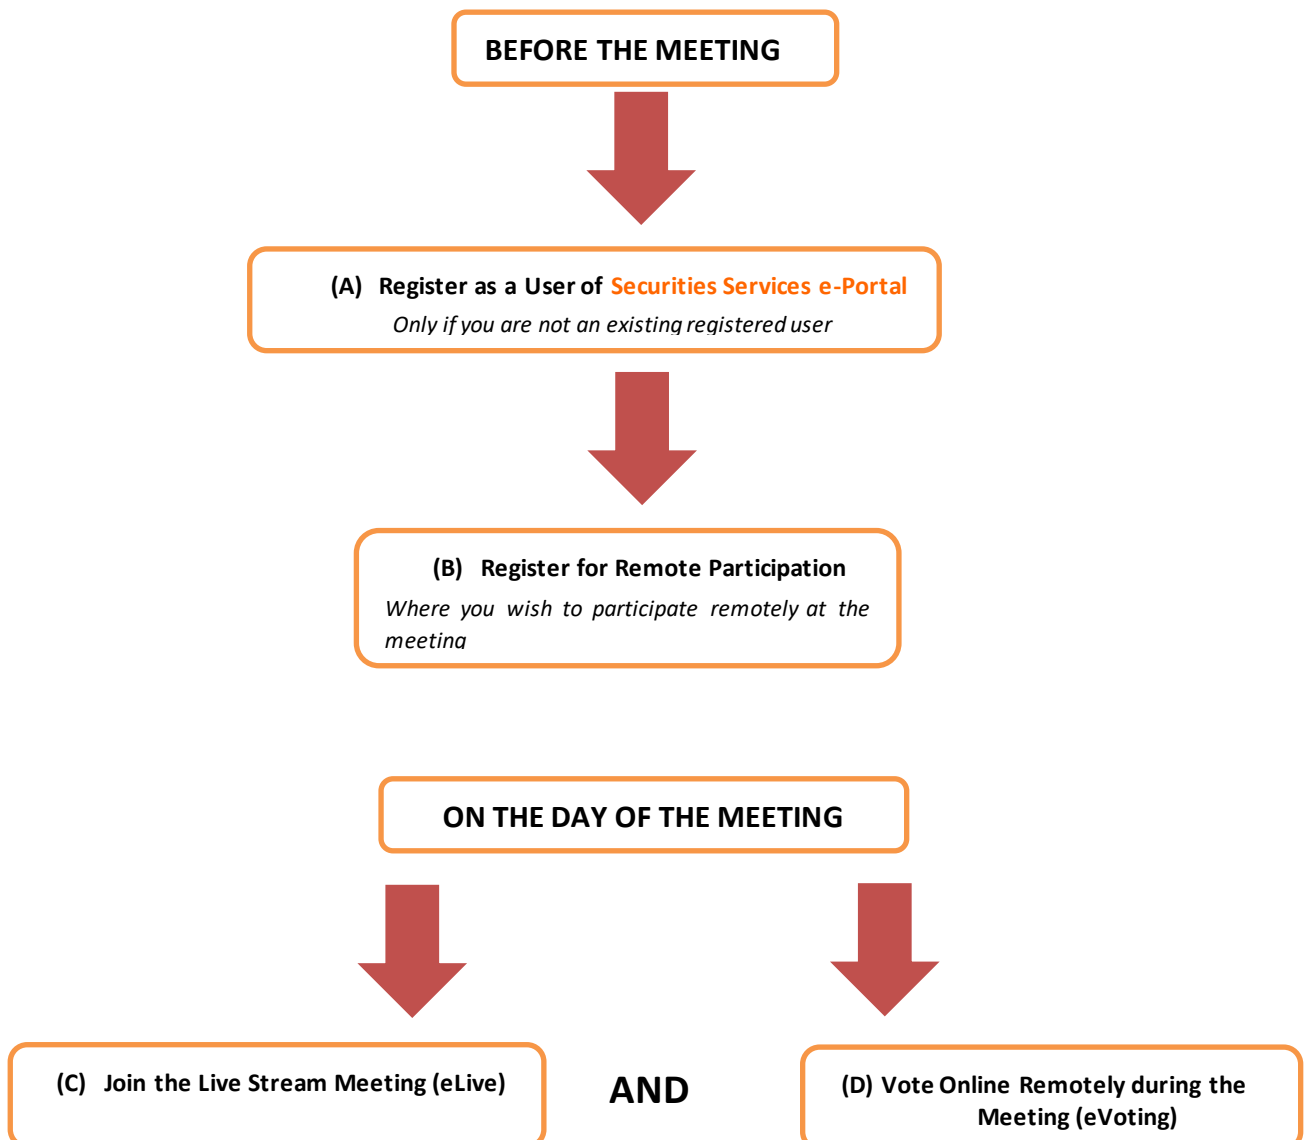 BEFORE THE MEETING
(A) Register as a User of Securities Services e-Portal
Only if you are not an existing registered user
(B) Register for Remote Participation
Where you wish to participate remotely at the
meeting
ON THE DAY OF THE MEETING
(C) Join the Live Stream Meeting (eLive)
AND
(D) Vote Online Remotely during the
Meeting (eVoting)